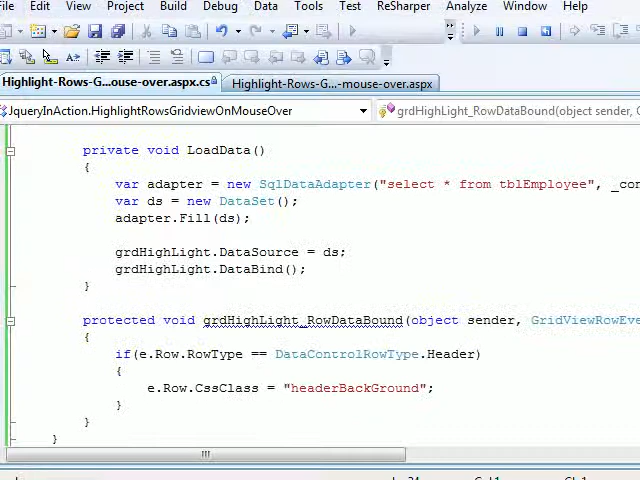 File Edit View Project Build Debug Data Tools Test ReSharper Analyze Window Help
Highlight-Rows-G...ouse-over.aspx.cs Highlight-Rows-G...-mouse-over.aspx
JqueryInAction.HighlightRowsGridviewOnMouseOver grdHighLight_RowDataBound(object sender,
private void LoadData()
{
var adapter = new SqlDataAdapter("select * from tblEmployee", _con
var ds = new DataSet();
adapter.Fill(ds);
grdHighLight.DataSource = ds;
grdHighLight.DataBind();
}
protected void grdHighLight_RowDataBound(object sender, GridViewRowEve
{
if(e.Row.RowType == DataControlRowType.Header)
{
e.Row.CssClass = "headerBackGround";
}
}
}